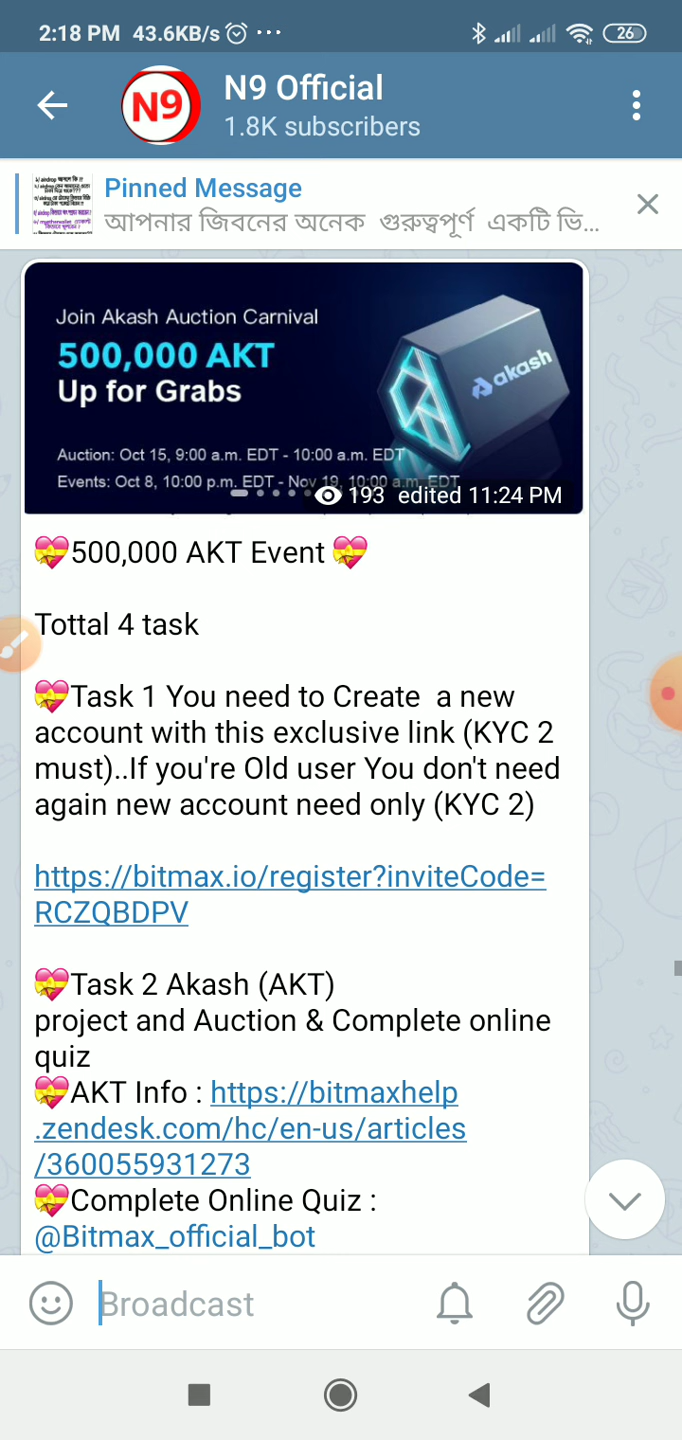 2:18 PM 43.6KB/s ...
26
N9
N9 Official
1.8K subscribers
Pinned Message
আপনার জিবনের অনেক গুরুত্বপূর্ণ একটি ভি...
Join Akash Auction Carnival
500,000 AKT
Up for Grabs
akash
Auction: Oct 15, 9:00 a.m. EDT - 10:00 a.m. EDT
Events: Oct 8, 10:00 p.m. EDT - Nov 19, 10:00 a.m. EDT
193 edited 11:24 PM
💝500,000 AKT Event 💝
Tottal 4 task
💝Task 1 You need to Create a new
account with this exclusive link (KYC 2
must)..If you're Old user You don't need
again new account need only (KYC 2)
https://bitmax.io/register?inviteCode=
RCZQBDPV
💝Task 2 Akash (AKT)
project and Auction & Complete online
quiz
💝AKT Info : https://bitmaxhelp
.zendesk.com/hc/en-us/articles
/360055931273
💝Complete Online Quiz :
@Bitmax_official_bot
Broadcast